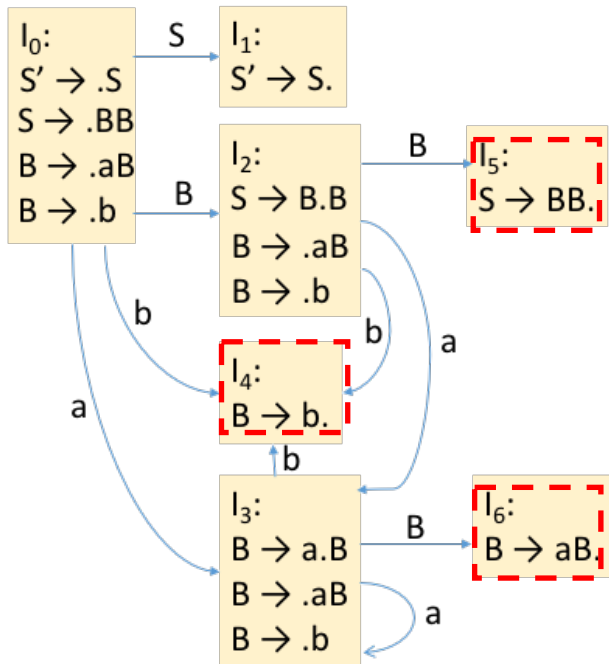 I₀:
S' → .S
S → .BB
B → .aB
B → .b
S
I₁:
S' → S.
B
I₂:
S → B.B
B → .aB
B → .b
B
I₅:
S → BB.
b
a
b
a
I₄:
B → b.
b
I₃:
B → a.B
B → .aB
B → .b
B
a
I₆:
B → aB.